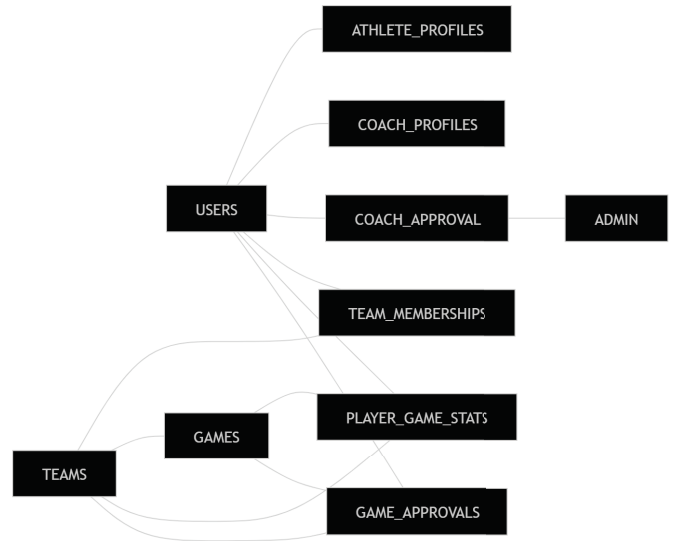 ATHLETE_PROFILES
COACH_PROFILES
USERS
COACH_APPROVAL
ADMIN
TEAM_MEMBERSHIPS
PLAYER_GAME_STATS
GAMES
TEAMS
GAME_APPROVALS